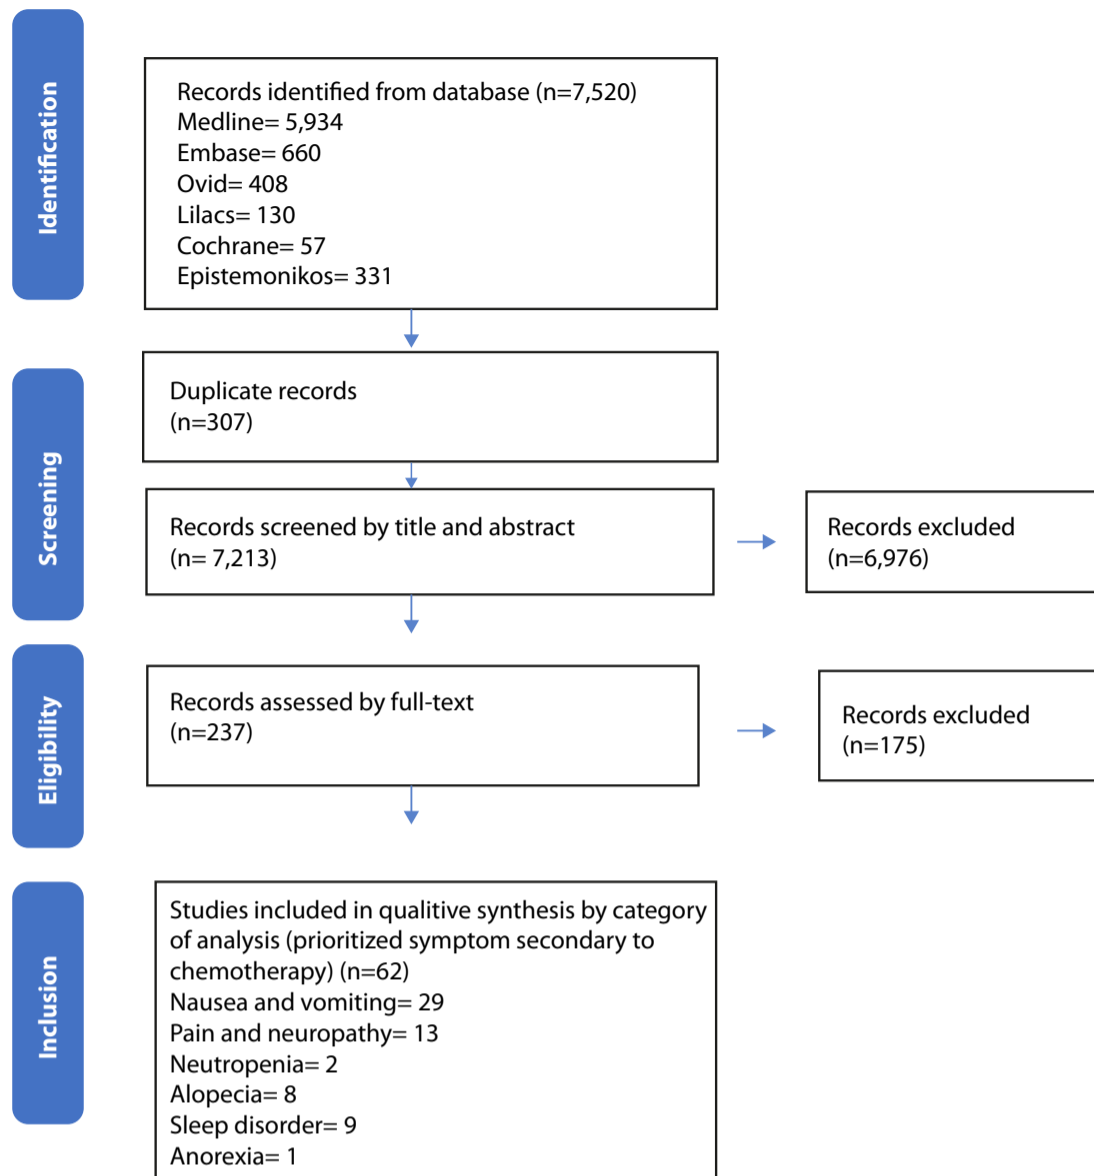 Identification
Records identified from database (n=7,520)
Medline= 5,934
Embase= 660
Ovid= 408
Lilacs= 130
Cochrane= 57
Epistemonikos= 331
Screening
Duplicate records
(n=307)
Records screened by title and abstract
(n= 7,213)
Records excluded
(n=6,976)
Eligibility
Records assessed by full-text
(n=237)
Records excluded
(n=175)
Inclusion
Studies included in qualitive synthesis by category
of analysis (prioritized symptom secondary to
chemotherapy) (n=62)
Nausea and vomiting= 29
Pain and neuropathy= 13
Neutropenia= 2
Alopecia= 8
Sleep disorder= 9
Anorexia= 1